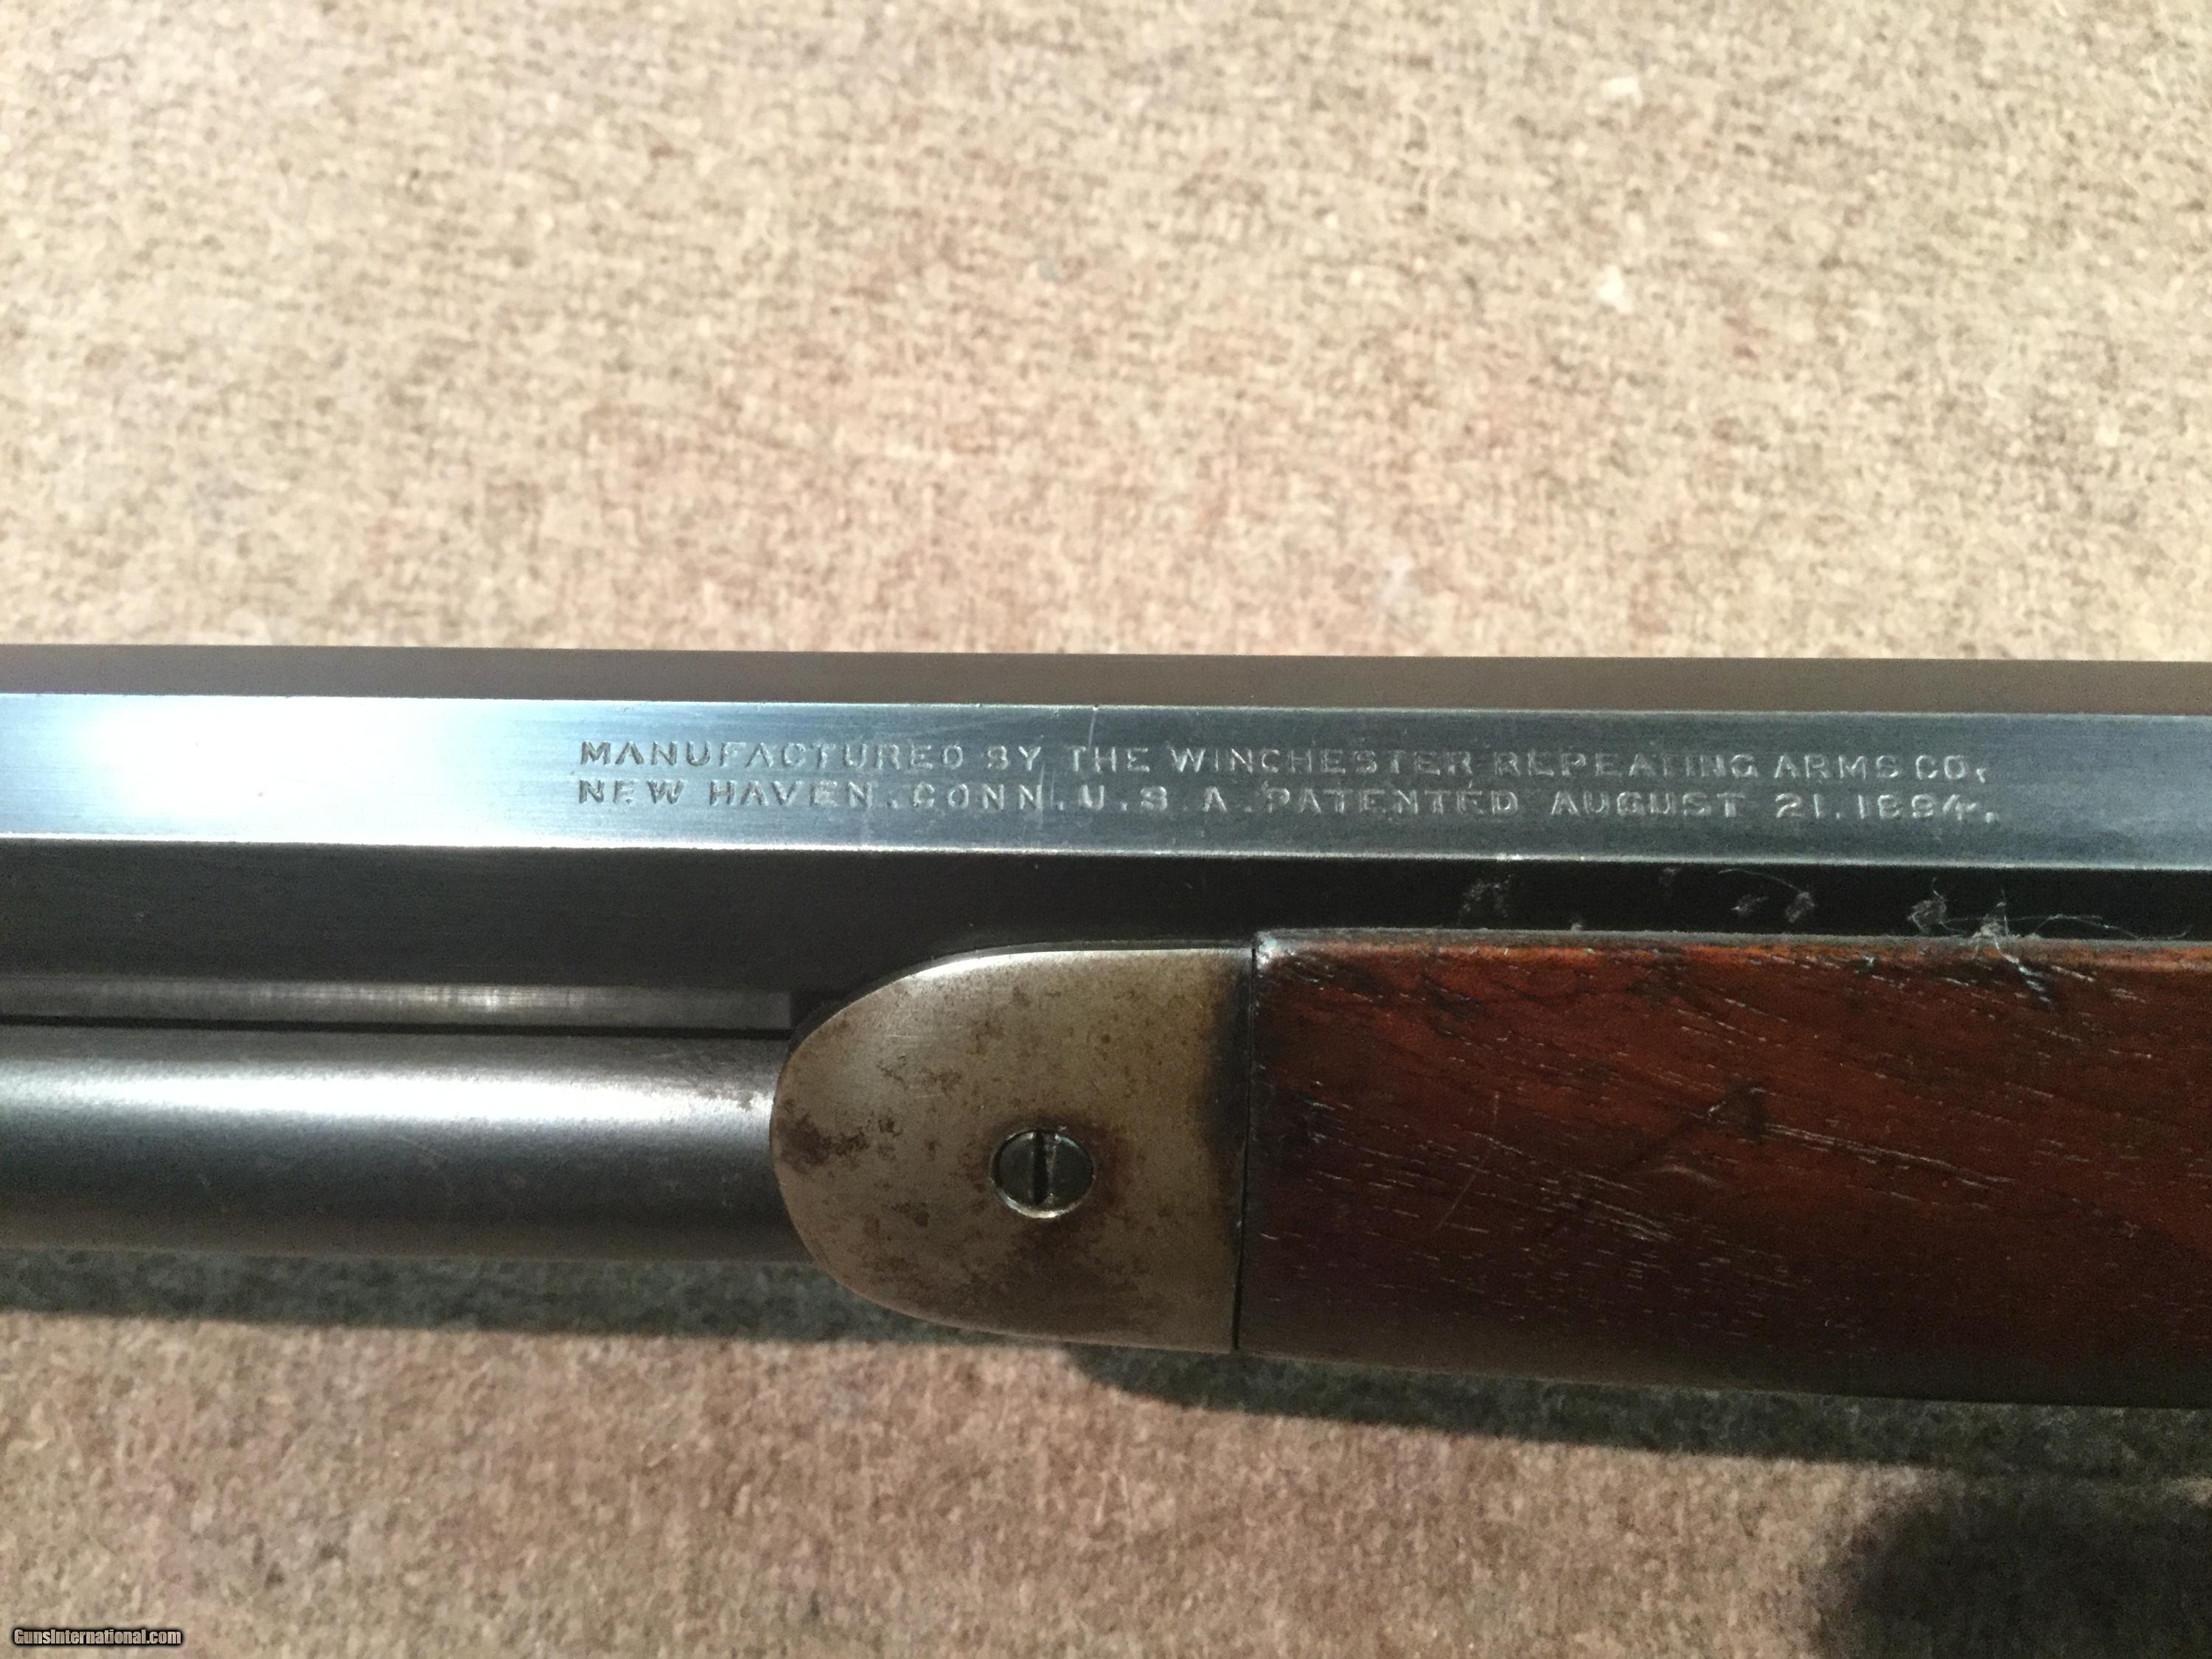 MANUFACTURED BY THE WINCHESTER REPEATING ARMS CO.
NEW HAVEN. CONN. U. S. A. PATENTED AUGUST 21. 1894.
GunsInternational.com